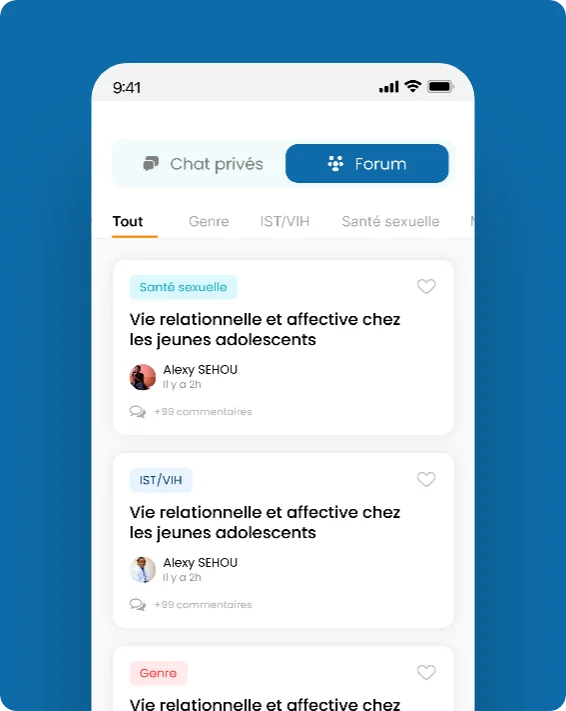 9:41
Chat privés
Forum
Tout
Genre
IST/VIH
Santé sexuelle
Santé sexuelle
Vie relationnelle et affective chez
les jeunes adolescents
Alexy SEHOU
Il y a 2h
+99 commentaires
IST/VIH
Vie relationnelle et affective chez
les jeunes adolescents
Alexy SEHOU
Il y a 2h
+99 commentaires
Genre
Vie relationnelle et affective chez